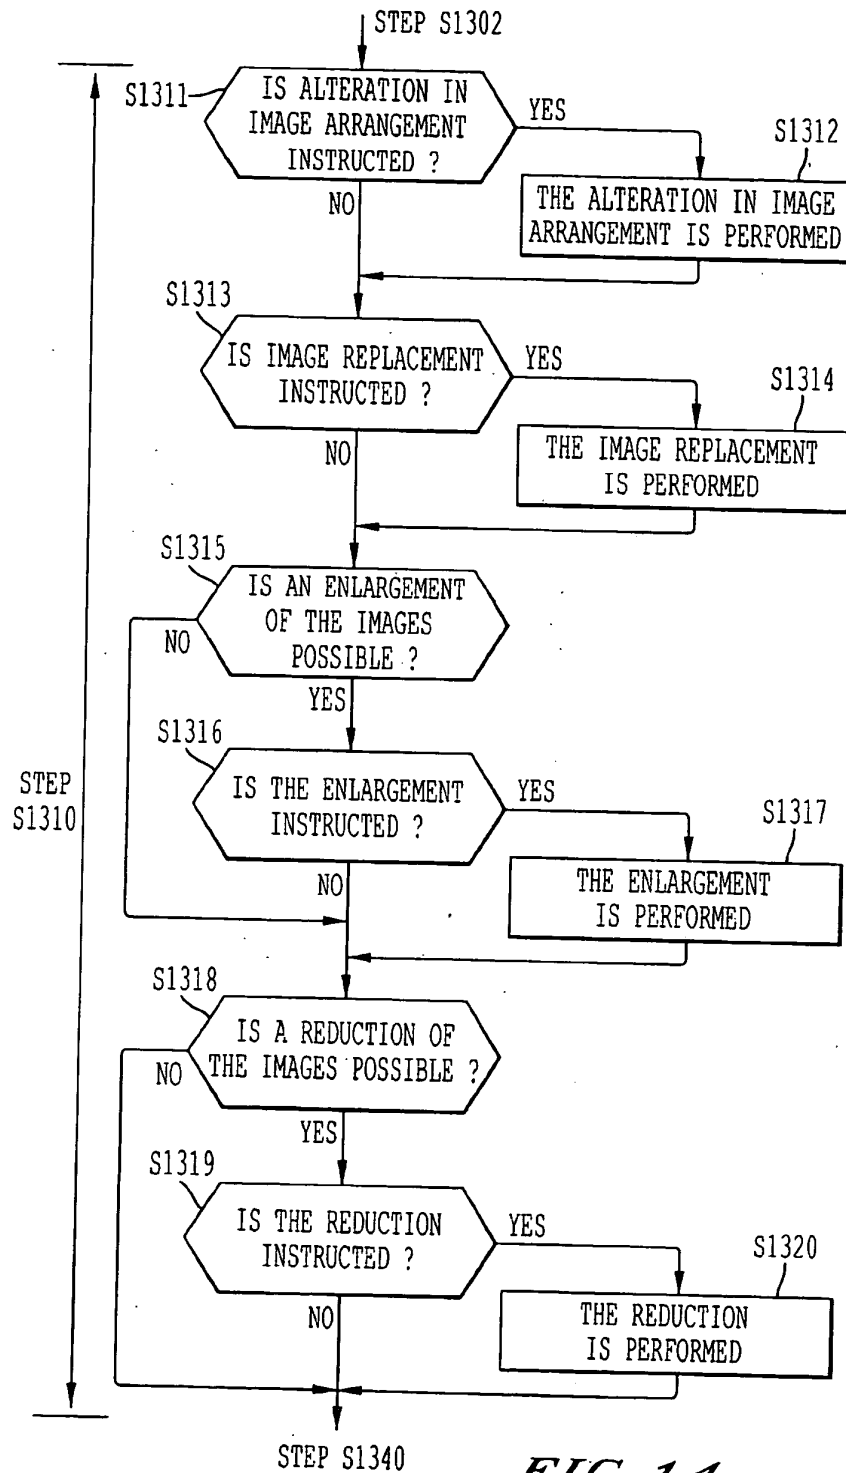 STEP S1302
S1311
IS ALTERATION IN
IMAGE ARRANGEMENT
INSTRUCTED ?
YES
NO
S1312
THE ALTERATION IN IMAGE
ARRANGEMENT IS PERFORMED
S1313
IS IMAGE REPLACEMENT
INSTRUCTED ?
YES
NO
S1314
THE IMAGE REPLACEMENT
IS PERFORMED
S1315
IS AN ENLARGEMENT
OF THE IMAGES
POSSIBLE ?
NO
YES
S1316
IS THE ENLARGEMENT
INSTRUCTED ?
YES
NO
S1317
THE ENLARGEMENT
IS PERFORMED
STEP
S1310
S1318
IS A REDUCTION OF
THE IMAGES POSSIBLE ?
NO
YES
S1319
IS THE REDUCTION
INSTRUCTED ?
YES
NO
S1320
THE REDUCTION
IS PERFORMED
STEP S1340
FIG. 14